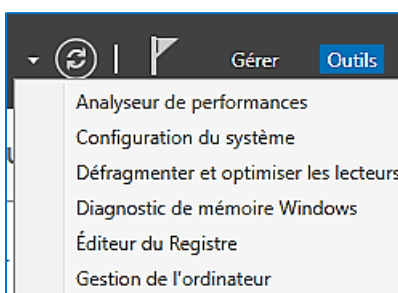 Gérer Outils
Analyseur de performances
Configuration du système
Défragmenter et optimiser les lecteurs
Diagnostic de mémoire Windows
Éditeur du Registre
Gestion de l'ordinateur